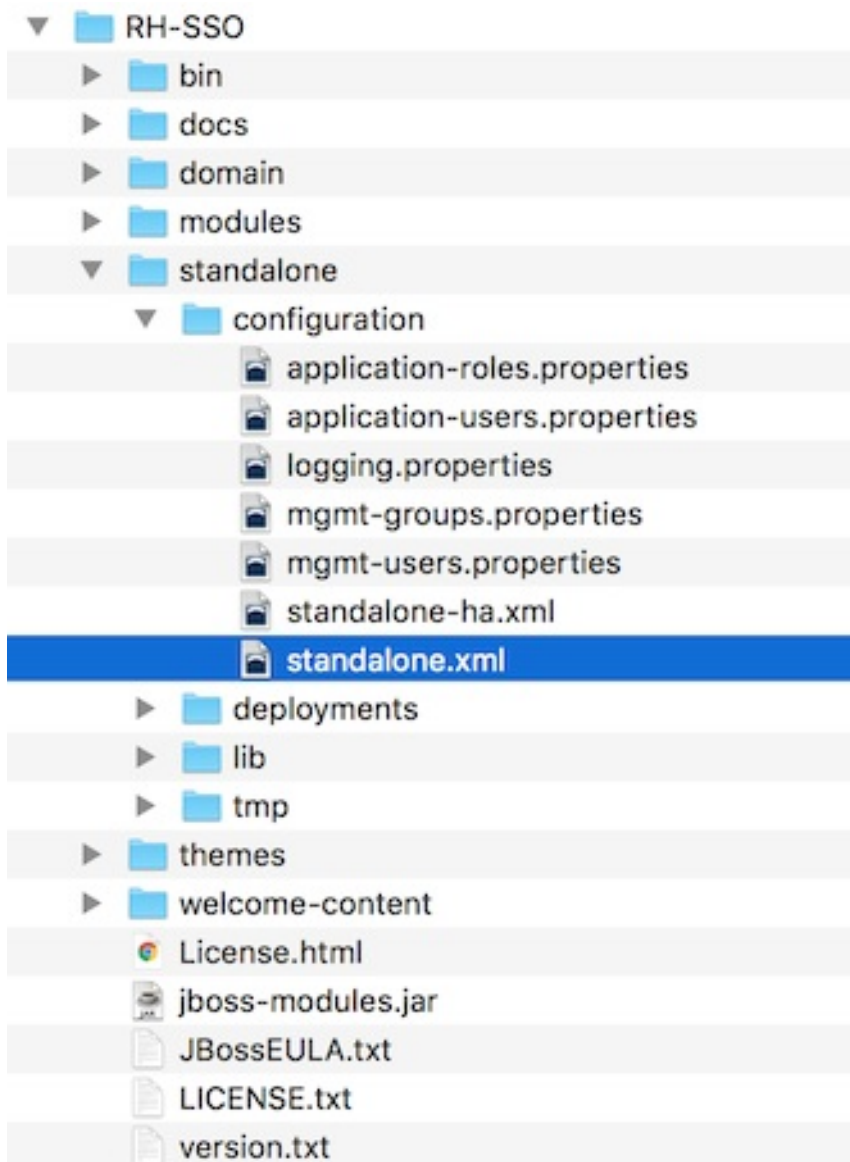 RH-SSO
bin
docs
domain
modules
standalone
configuration
application-roles.properties
application-users.properties
logging.properties
mgmt-groups.properties
mgmt-users.properties
standalone-ha.xml
standalone.xml
deployments
lib
tmp
themes
welcome-content
License.html
jboss-modules.jar
JBossEULA.txt
LICENSE.txt
version.txt